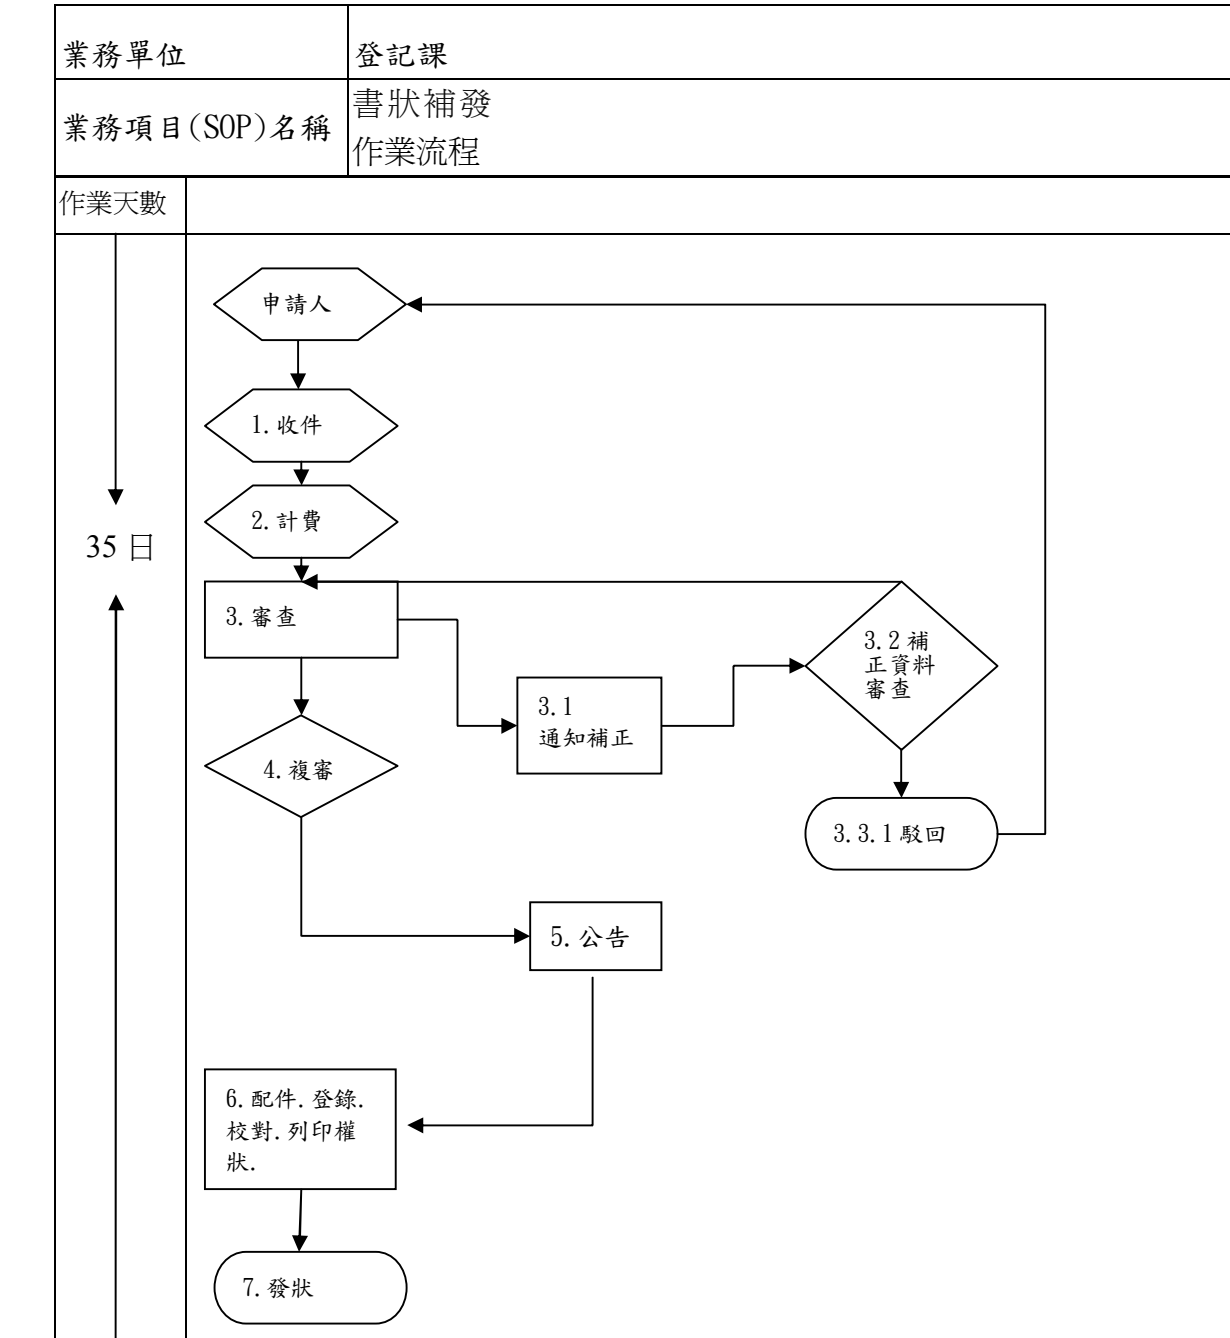 業務單位
登記課
業務項目(SOP)名稱
書狀補發
作業流程
作業天數
35日
申請人
1.收件
2.計費
3.審查
3.1
通知補正
3.2補
正資料
審查
4.複審
3.3.1駁回
5.公告
6.配件.登錄.
校對.列印權
狀.
7.發狀